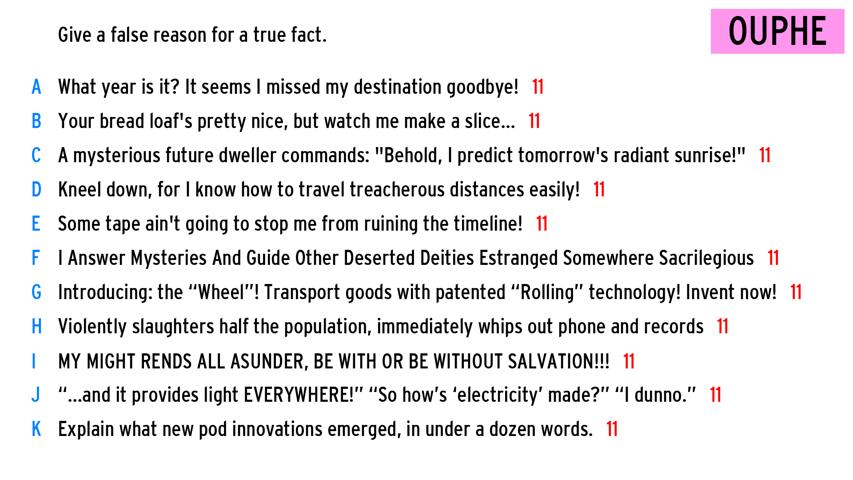 Give a false reason for a true fact.
OUPHE
A What year is it? It seems I missed my destination goodbye! 11
B Your bread loaf's pretty nice, but watch me make a slice... 11
C A mysterious future dweller commands: "Behold, I predict tomorrow's radiant sunrise!" 11
D Kneel down, for I know how to travel treacherous distances easily! 11
E Some tape ain't going to stop me from ruining the timeline! 11
F I Answer Mysteries And Guide Other Deserted Deities Estranged Somewhere Sacrilegious 11
G Introducing: the “Wheel”! Transport goods with patented “Rolling” technology! Invent now! 11
H Violently slaughters half the population, immediately whips out phone and records 11
I MY MIGHT RENDS ALL ASUNDER, BE WITH OR BE WITHOUT SALVATION!!! 11
J “...and it provides light EVERYWHERE!” “So how’s ‘electricity’ made?” “I dunno.” 11
K Explain what new pod innovations emerged, in under a dozen words. 11